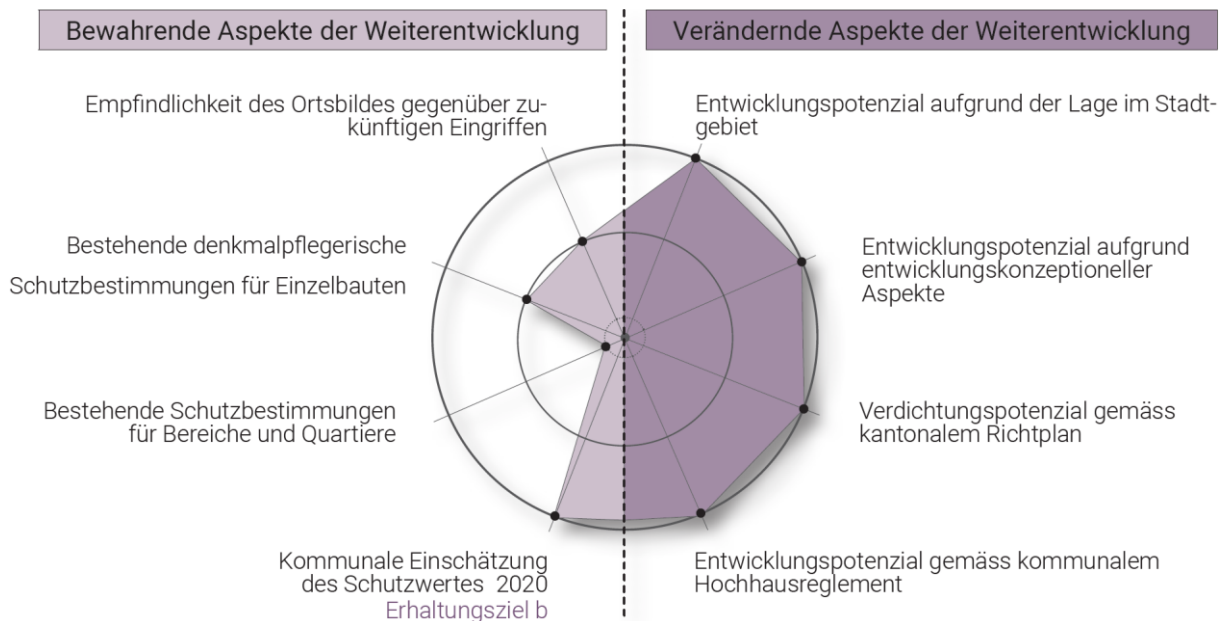 Bewahrende Aspekte der Weiterentwicklung
Verändernde Aspekte der Weiterentwicklung
Empfindlichkeit des Ortsbildes gegenüber zu-
künftigen Eingriffen
Entwicklungspotenzial aufgrund der Lage im Stadt-
gebiet
Bestehende denkmalpflegerische
Schutzbestimmungen für Einzelbauten
Entwicklungspotenzial aufgrund
entwicklungskonzeptioneller
Aspekte
Bestehende Schutzbestimmungen
für Bereiche und Quartiere
Verdichtungspotenzial gemäss
kantonalem Richtplan
Kommunale Einschätzung
des Schutzwertes 2020
Erhaltungsziel b
Entwicklungspotenzial gemäss kommunalem
Hochhausreglement